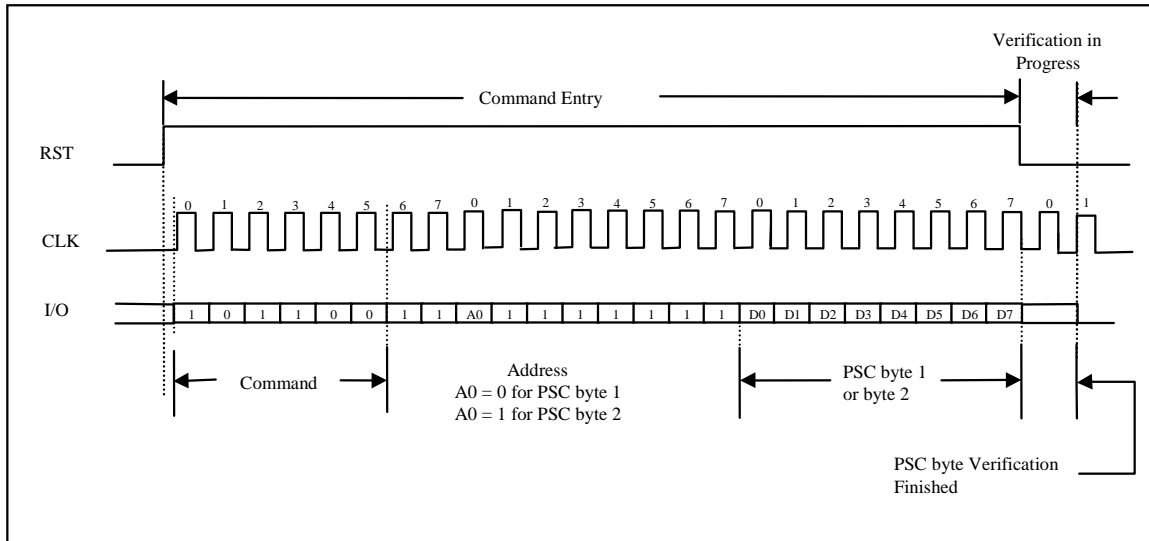 Verification in
Progress
Command Entry
RST
0 1 2 3 4 5 6 7 0 1 2 3 4 5 6 7 0 1 2 3 4 5 6 7 0 1
CLK
I/O
1 0 1 1 0 0 1 1 A0 1 1 1 1 1 1 1 D0 D1 D2 D3 D4 D5 D6 D7
Command
Address
A0 = 0 for PSC byte 1
A0 = 1 for PSC byte 2
PSC byte 1
or byte 2
PSC byte Verification
Finished